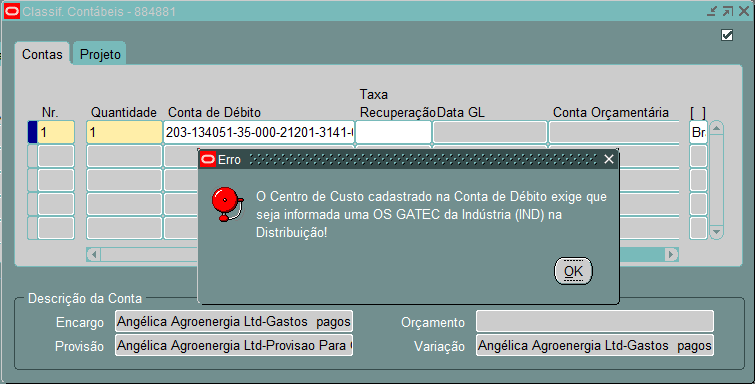 Classif. Contábeis - 884881
Contas
Projeto
Taxa
Nr.
Quantidade
Conta de Débito
Recuperação
Data GL
Conta Orçamentária
[ ]
1
1
203-134051-35-000-21201-3141-
Br
Erro
O Centro de Custo cadastrado na Conta de Débito exige que
seja informada uma OS GATEC da Indústria (IND) na
Distribuição!
OK
Descrição da Conta
Encargo
Angélica Agroenergia Ltd-Gastos pagos
Orçamento
Provisão
Angélica Agroenergia Ltd-Provisao Para
Variação
Angélica Agroenergia Ltd-Gastos pagos